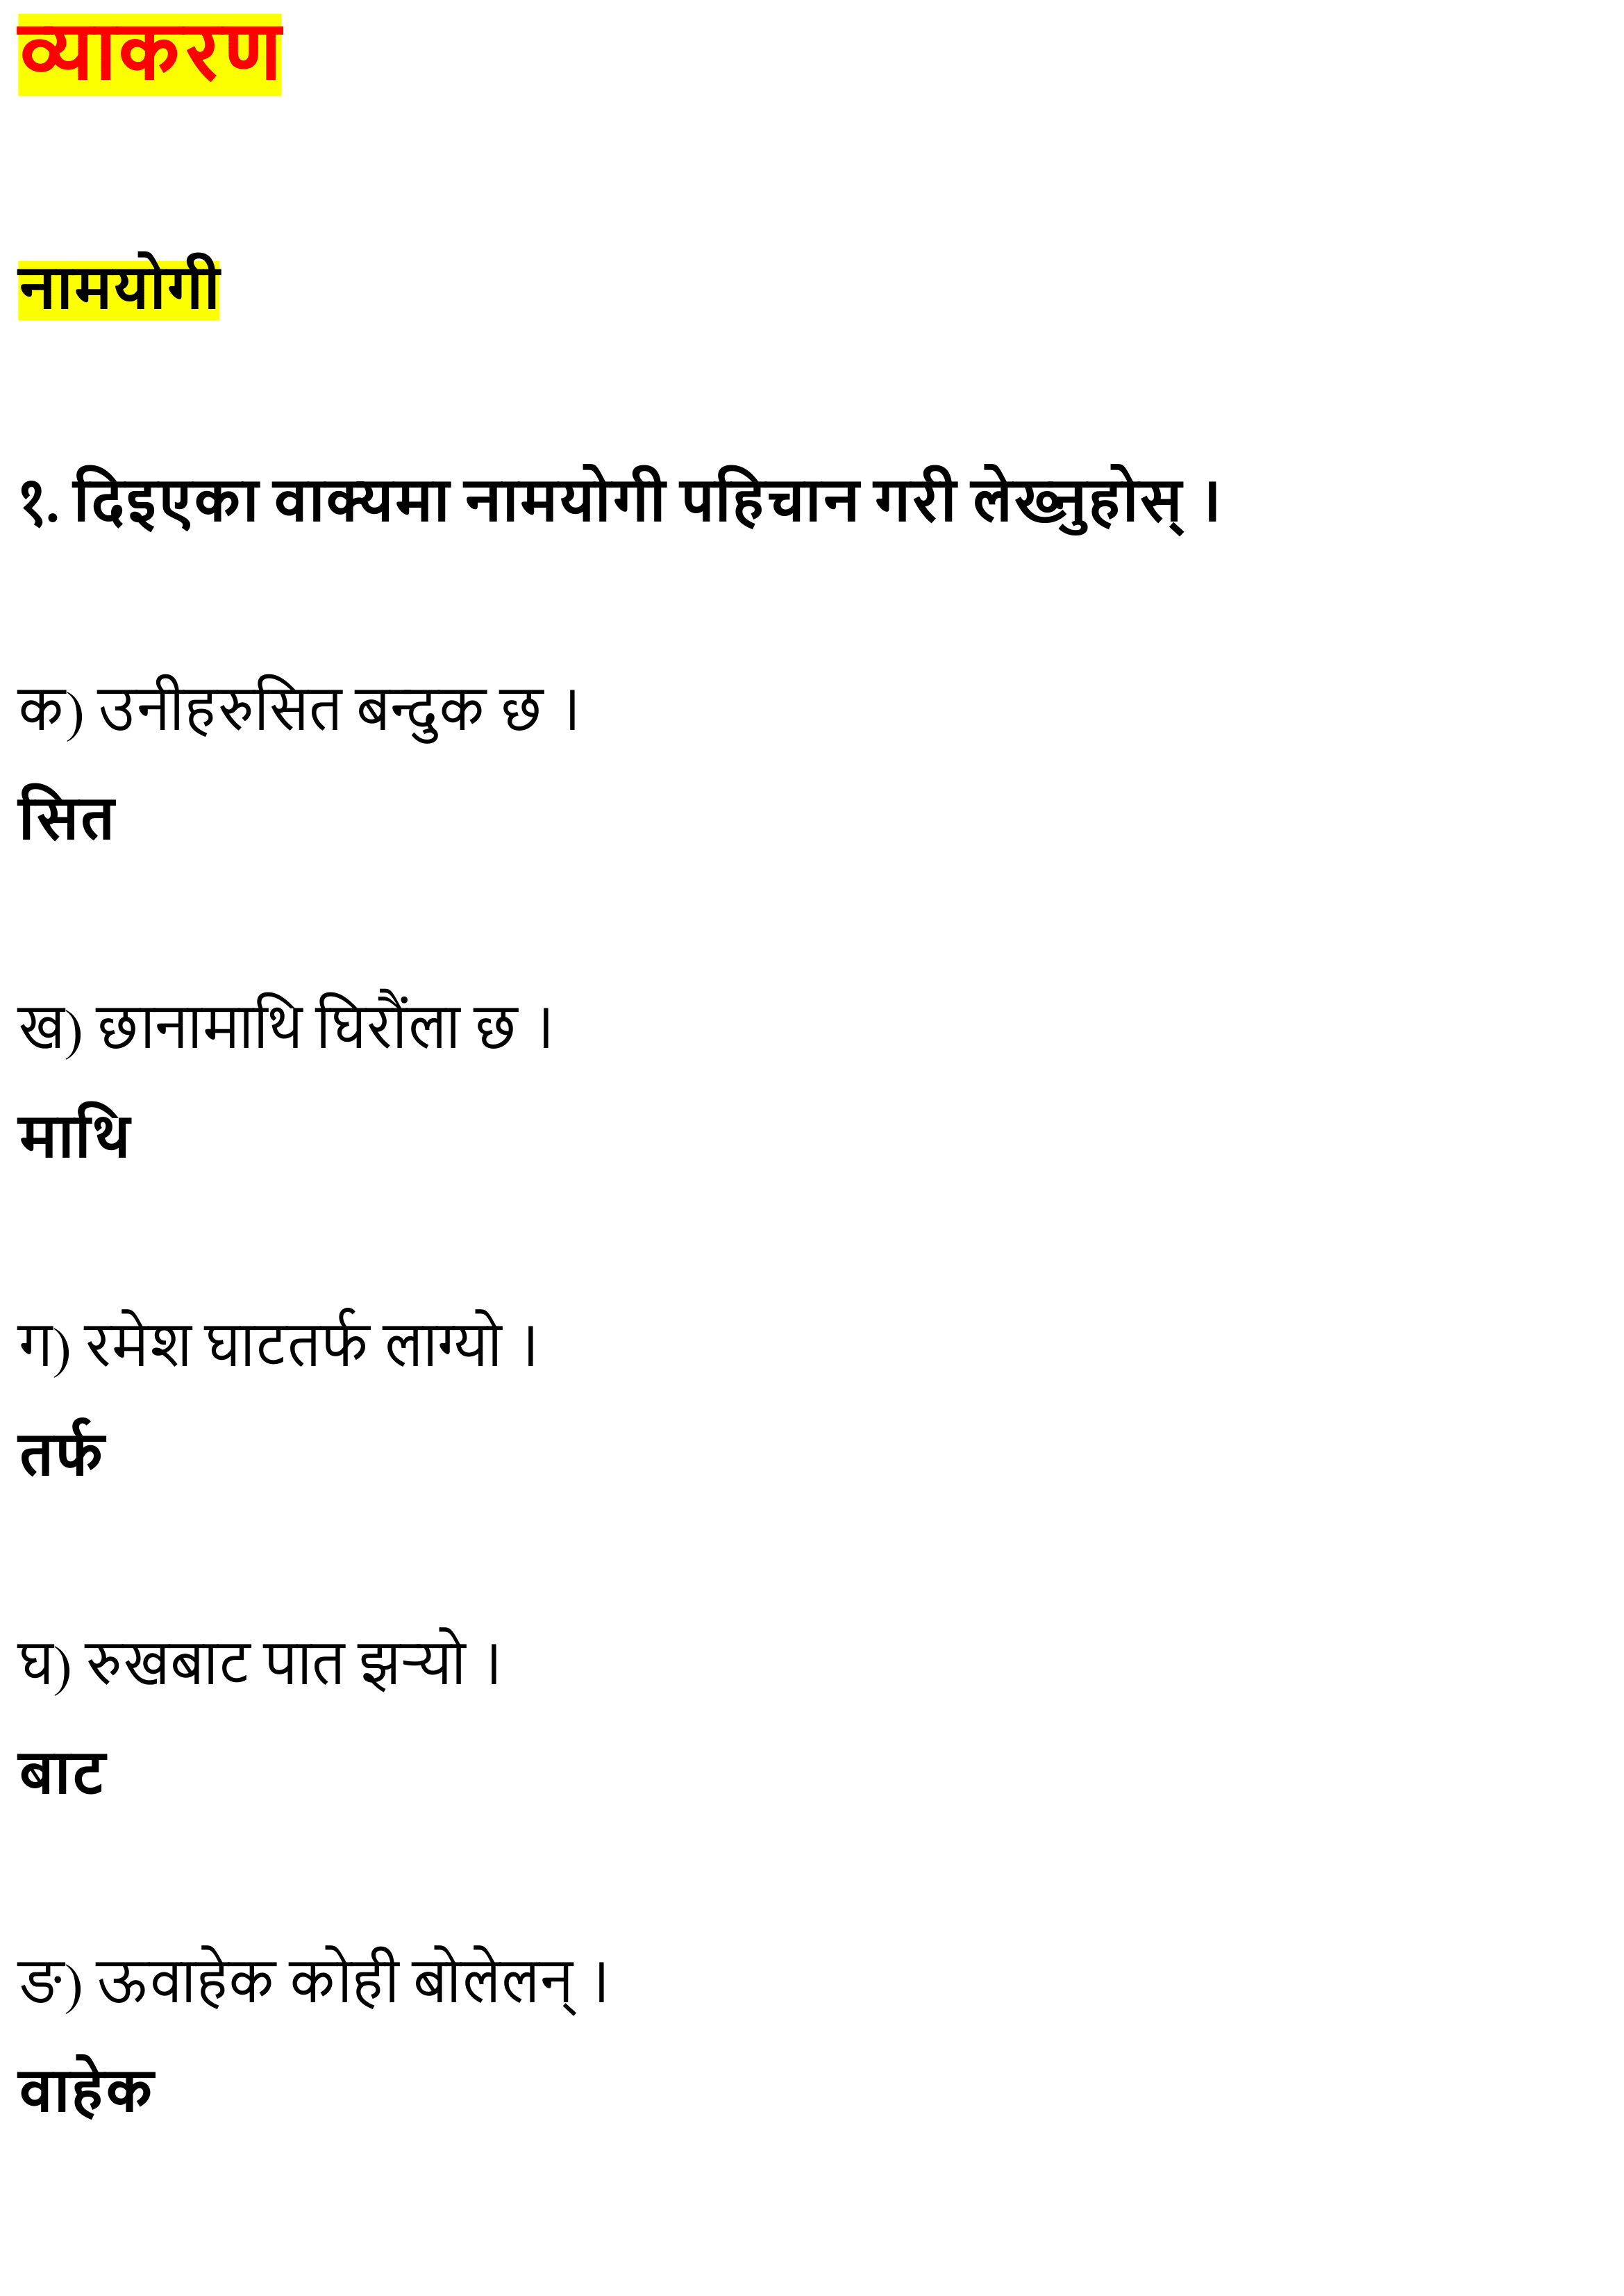 व्याकरण
नामयोगी
१. दिइएका वाक्यमा नामयोगी पहिचान गरी लेख्नुहोस् ।
क) उनीहरुसित बन्दुक छ ।
सित
ख) छानामाथि घिरौंला छ ।
माथि
ग) रमेश घाटतर्फ लाग्यो ।
तर्फ
घ) रुखबाट पात झर्‍यो ।
बाट
ङ) ऊवाहेक कोही बोलेलन् ।
वाहेक